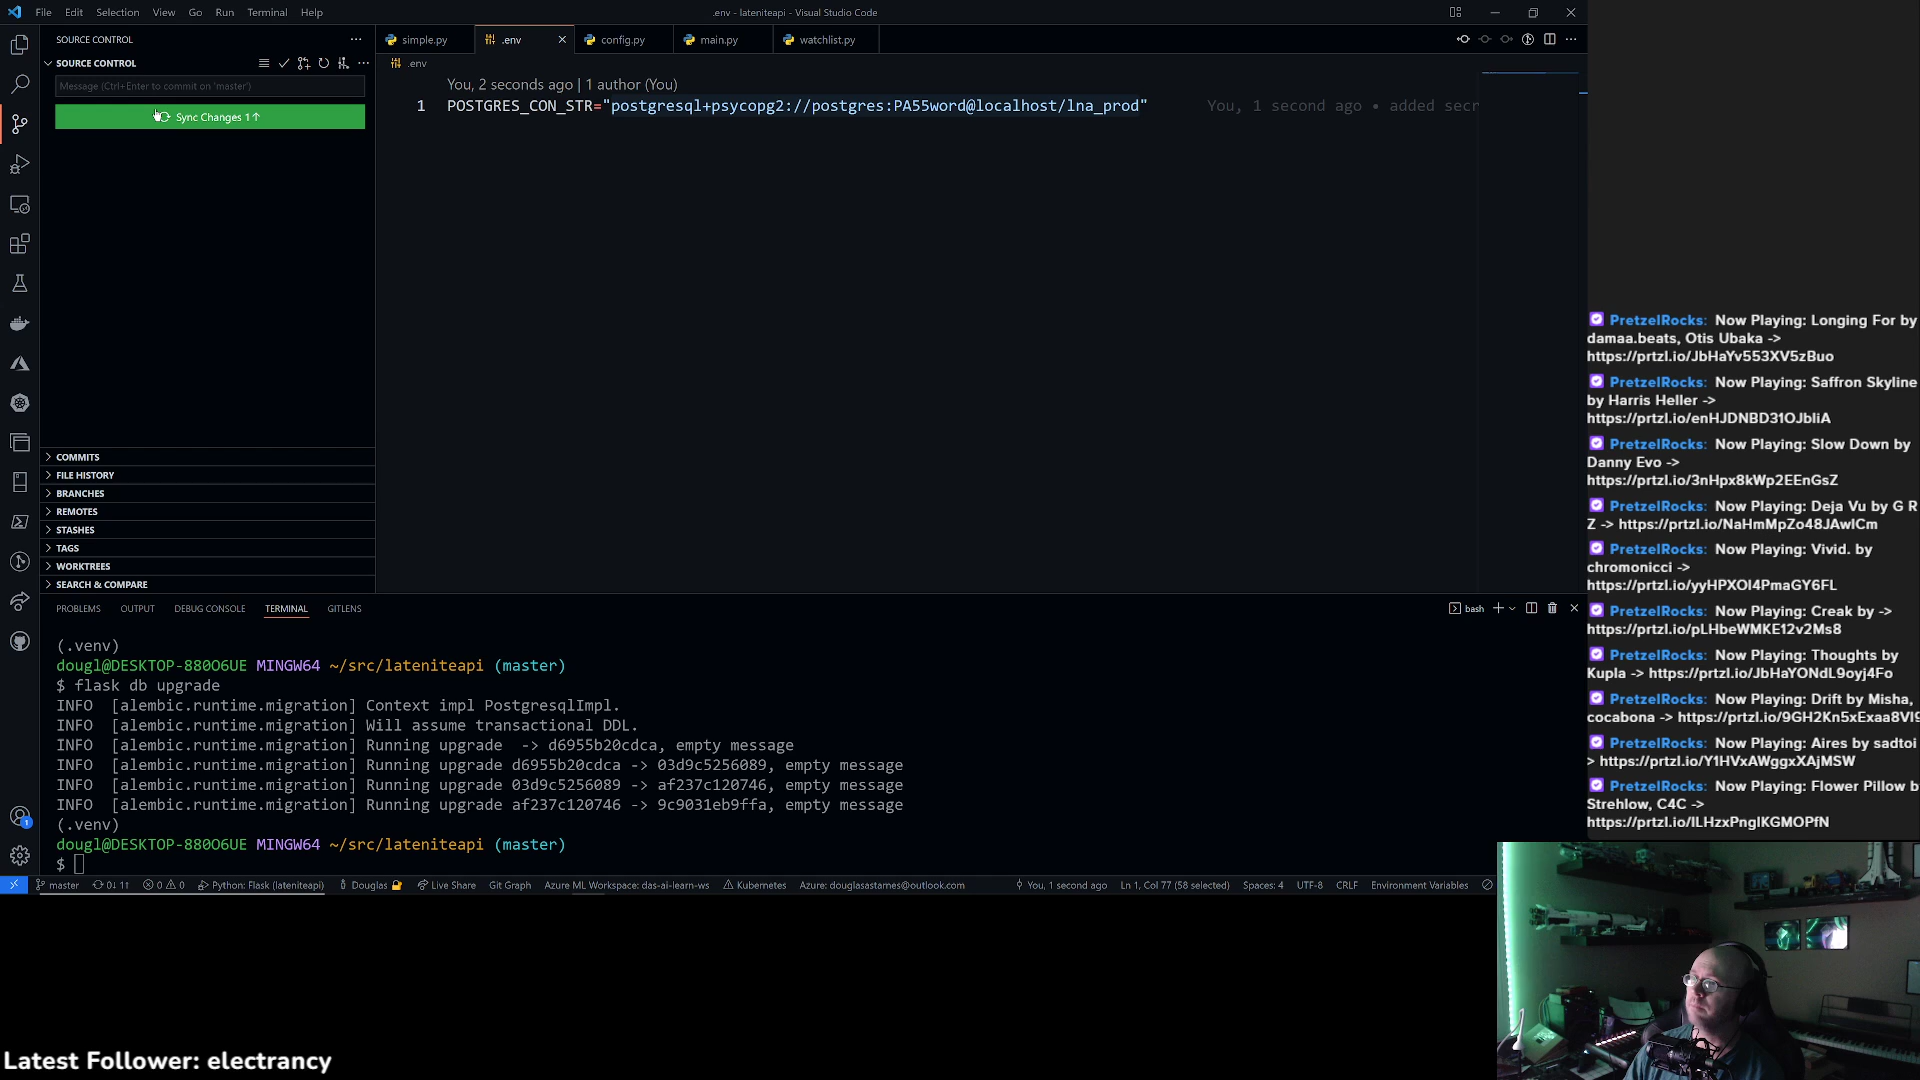 File Edit Selection View Go Run Terminal Help
.env - lateniteapi - Visual Studio Code
SOURCE CONTROL
SOURCE CONTROL
Message (Ctrl+Enter to commit on 'master')
Sync Changes 1↑
COMMITS
FILE HISTORY
BRANCHES
REMOTES
STASHES
TAGS
WORKTREES
SEARCH & COMPARE
simple.py .env config.py main.py watchlist.py
.env
You, 2 seconds ago | 1 author (You)
1 POSTGRES_CON_STR="postgresql+psycopg2://postgres:PA55word@localhost/lna_prod" You, 1 second ago • added secr
PROBLEMS OUTPUT DEBUG CONSOLE TERMINAL GITLENS
bash
(.venv)
dougl@DESKTOP-880O6UE MINGW64 ~/src/lateniteapi (master)
$ flask db upgrade
INFO [alembic.runtime.migration] Context impl PostgresqlImpl.
INFO [alembic.runtime.migration] Will assume transactional DDL.
INFO [alembic.runtime.migration] Running upgrade -> d6955b20cdca, empty message
INFO [alembic.runtime.migration] Running upgrade d6955b20cdca -> 03d9c5256089, empty message
INFO [alembic.runtime.migration] Running upgrade 03d9c5256089 -> af237c120746, empty message
INFO [alembic.runtime.migration] Running upgrade af237c120746 -> 9c9031eb9ffa, empty message
(.venv)
dougl@DESKTOP-880O6UE MINGW64 ~/src/lateniteapi (master)
$
master 0↓ 1↑ 0 0 Python: Flask (lateniteapi) Douglas Live Share Git Graph Azure ML Workspace: das-ai-learn-ws Kubernetes Azure: douglasastarnes@outlook.com You, 1 second ago Ln 1, Col 77 (58 selected) Spaces: 4 UTF-8 CRLF Environment Variables
PretzelRocks: Now Playing: Longing For by
damaa.beats, Otis Ubaka ->
https://prtzl.io/JbHaYv553XV5zBuo
PretzelRocks: Now Playing: Saffron Skyline
by Harris Heller ->
https://prtzl.io/enHJDNBD31OJbliA
PretzelRocks: Now Playing: Slow Down by
Danny Evo ->
https://prtzl.io/3nHpx8kWp2EEnGsZ
PretzelRocks: Now Playing: Deja Vu by G R
Z -> https://prtzl.io/NaHmMpZo48JAwlCm
PretzelRocks: Now Playing: Vivid. by
chromonicci ->
https://prtzl.io/yyHPXOl4PmaGY6FL
PretzelRocks: Now Playing: Creak by ->
https://prtzl.io/pLHbeWMKE12v2Ms8
PretzelRocks: Now Playing: Thoughts by
Kupla -> https://prtzl.io/JbHaYONdL9oyj4Fo
PretzelRocks: Now Playing: Drift by Misha,
cocabona -> https://prtzl.io/9GH2Kn5xExaa8Vl9
PretzelRocks: Now Playing: Aires by sadtoi
> https://prtzl.io/Y1HVxAWggxXAjMSW
PretzelRocks: Now Playing: Flower Pillow by
Strehlow, C4C ->
https://prtzl.io/lLHzxPnglKGMOPfN
Latest Follower: electrancy